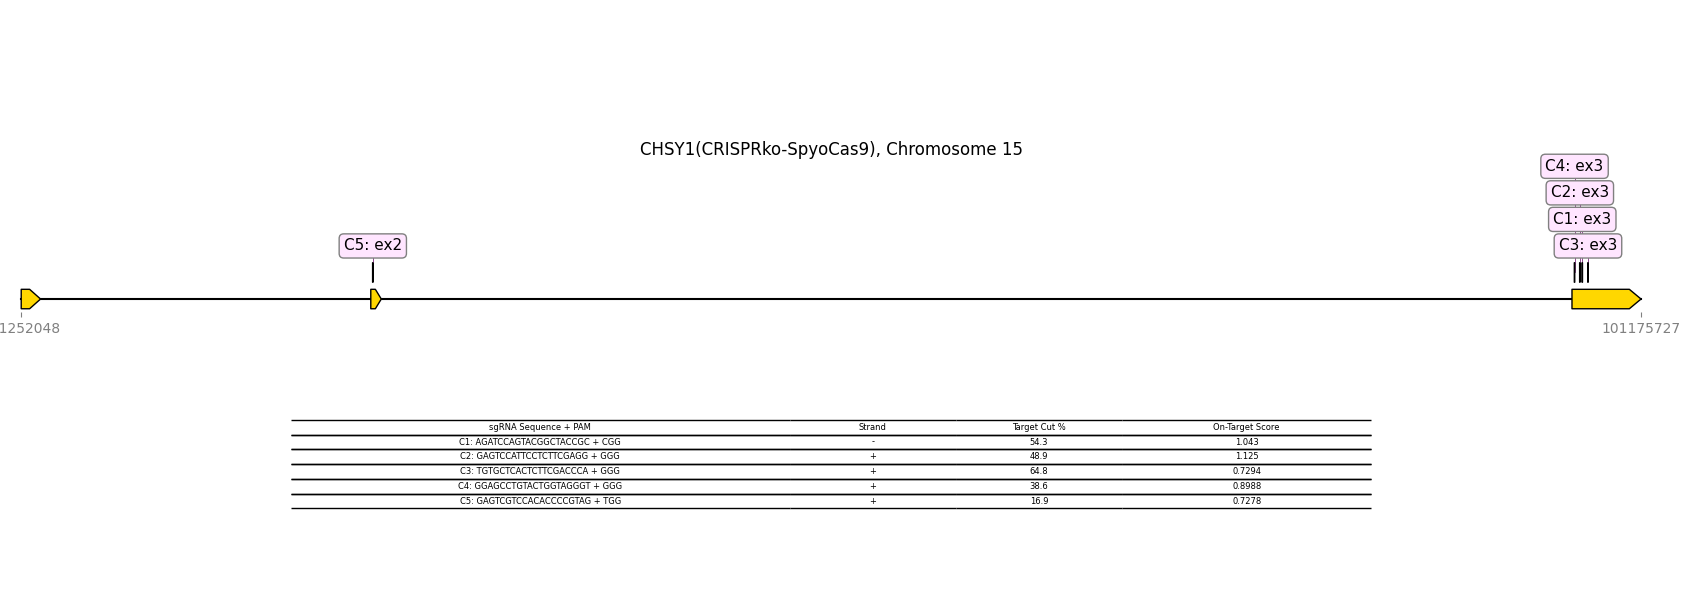 CHSY1(CRISPRko-SpyoCas9), Chromosome 15
C4: ex3
C2: ex3
C1: ex3
C5: ex2
C3: ex3
1252048
101175727
sgRNA Sequence + PAM Strand Target Cut % On-Target Score
C1: AGATCCAGTACGGCTACCGC + CGG - 54.3 1.043
C2: GAGTCCATTCCTCTTCGAGG + GGG + 48.9 1.125
C3: TGTGCTCACTCTTCGACCCA + GGG + 64.8 0.7294
C4: GGAGCCTGTACTGGTAGGGT + GGG + 38.6 0.8988
C5: GAGTCGTCCACACCCCGTAG + TGG + 16.9 0.7278